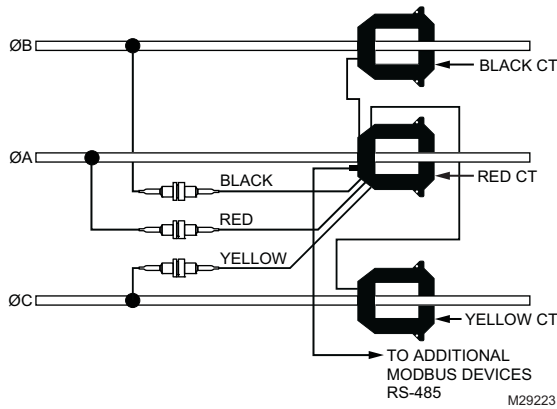 ØB
BLACK CT
ØA
BLACK
RED CT
RED
YELLOW
ØC
YELLOW CT
TO ADDITIONAL
MODBUS DEVICES
RS-485
M29223